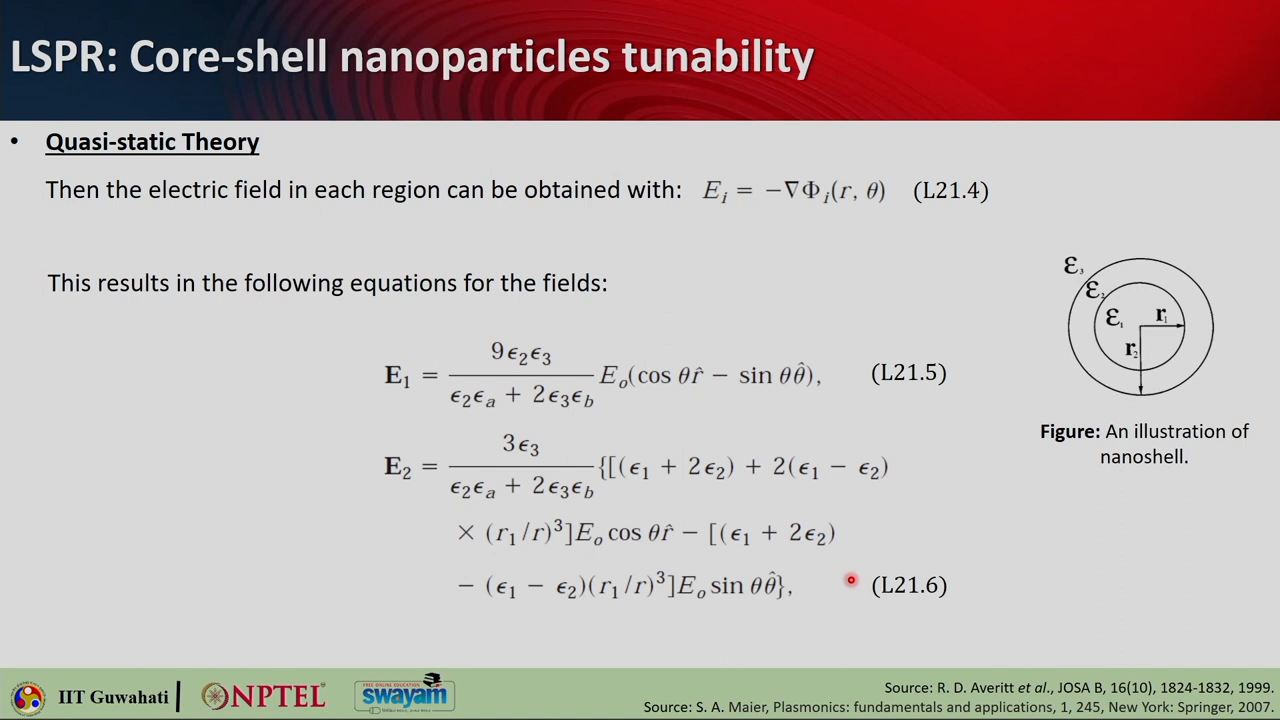 LSPR: Core-shell nanoparticles tunability
• Quasi-static Theory
Then the electric field in each region can be obtained with: E_i = −∇Φ_i(r, θ) (L21.4)
This results in the following equations for the fields:
E₁ = 9ϵ₂ϵ₃ / (ϵ₂ϵ_a + 2ϵ₃ϵ_b) E_o(cos θr̂ − sin θθ̂), (L21.5)
E₂ = 3ϵ₃ / (ϵ₂ϵ_a + 2ϵ₃ϵ_b) {[(ϵ₁ + 2ϵ₂) + 2(ϵ₁ − ϵ₂)
× (r₁/r)³]E_o cos θr̂ − [(ϵ₁ + 2ϵ₂)
− (ϵ₁ − ϵ₂)(r₁/r)³]E_o sin θθ̂}, (L21.6)
ε₃
ε₂
ε₁ r₁
r₂
Figure: An illustration of
nanoshell.
IIT Guwahati
NPTEL
FREE ONLINE EDUCATION
swayam
Source: R. D. Averitt et al., JOSA B, 16(10), 1824-1832, 1999.
Source: S. A. Maier, Plasmonics: fundamentals and applications, 1, 245, New York: Springer, 2007.